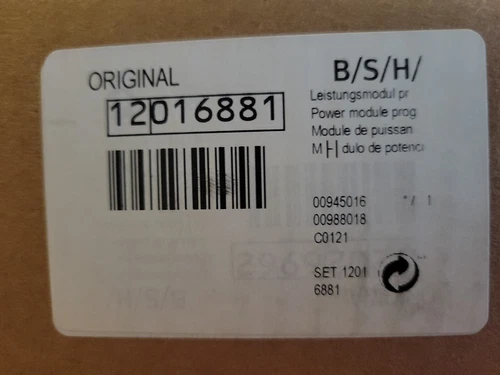 ORIGINAL
12016881
B/S/H/
Leistungsmodul pr
Power module prog
Module de puissan
M├┤dulo de potenci
00945016 */ 1
00988018
C0121
SET 1201
6881